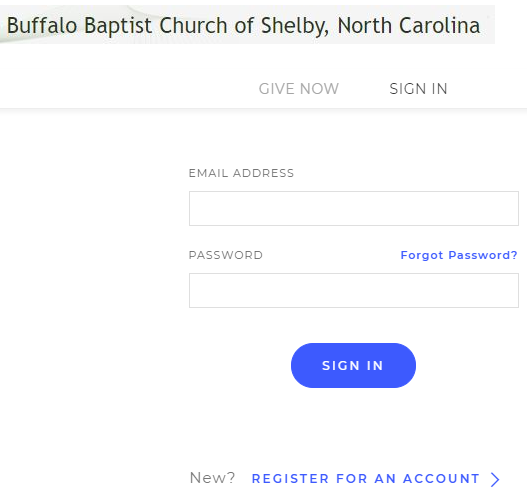 Buffalo Baptist Church of Shelby, North Carolina
GIVE NOW SIGN IN
EMAIL ADDRESS
PASSWORD Forgot Password?
SIGN IN
New? REGISTER FOR AN ACCOUNT